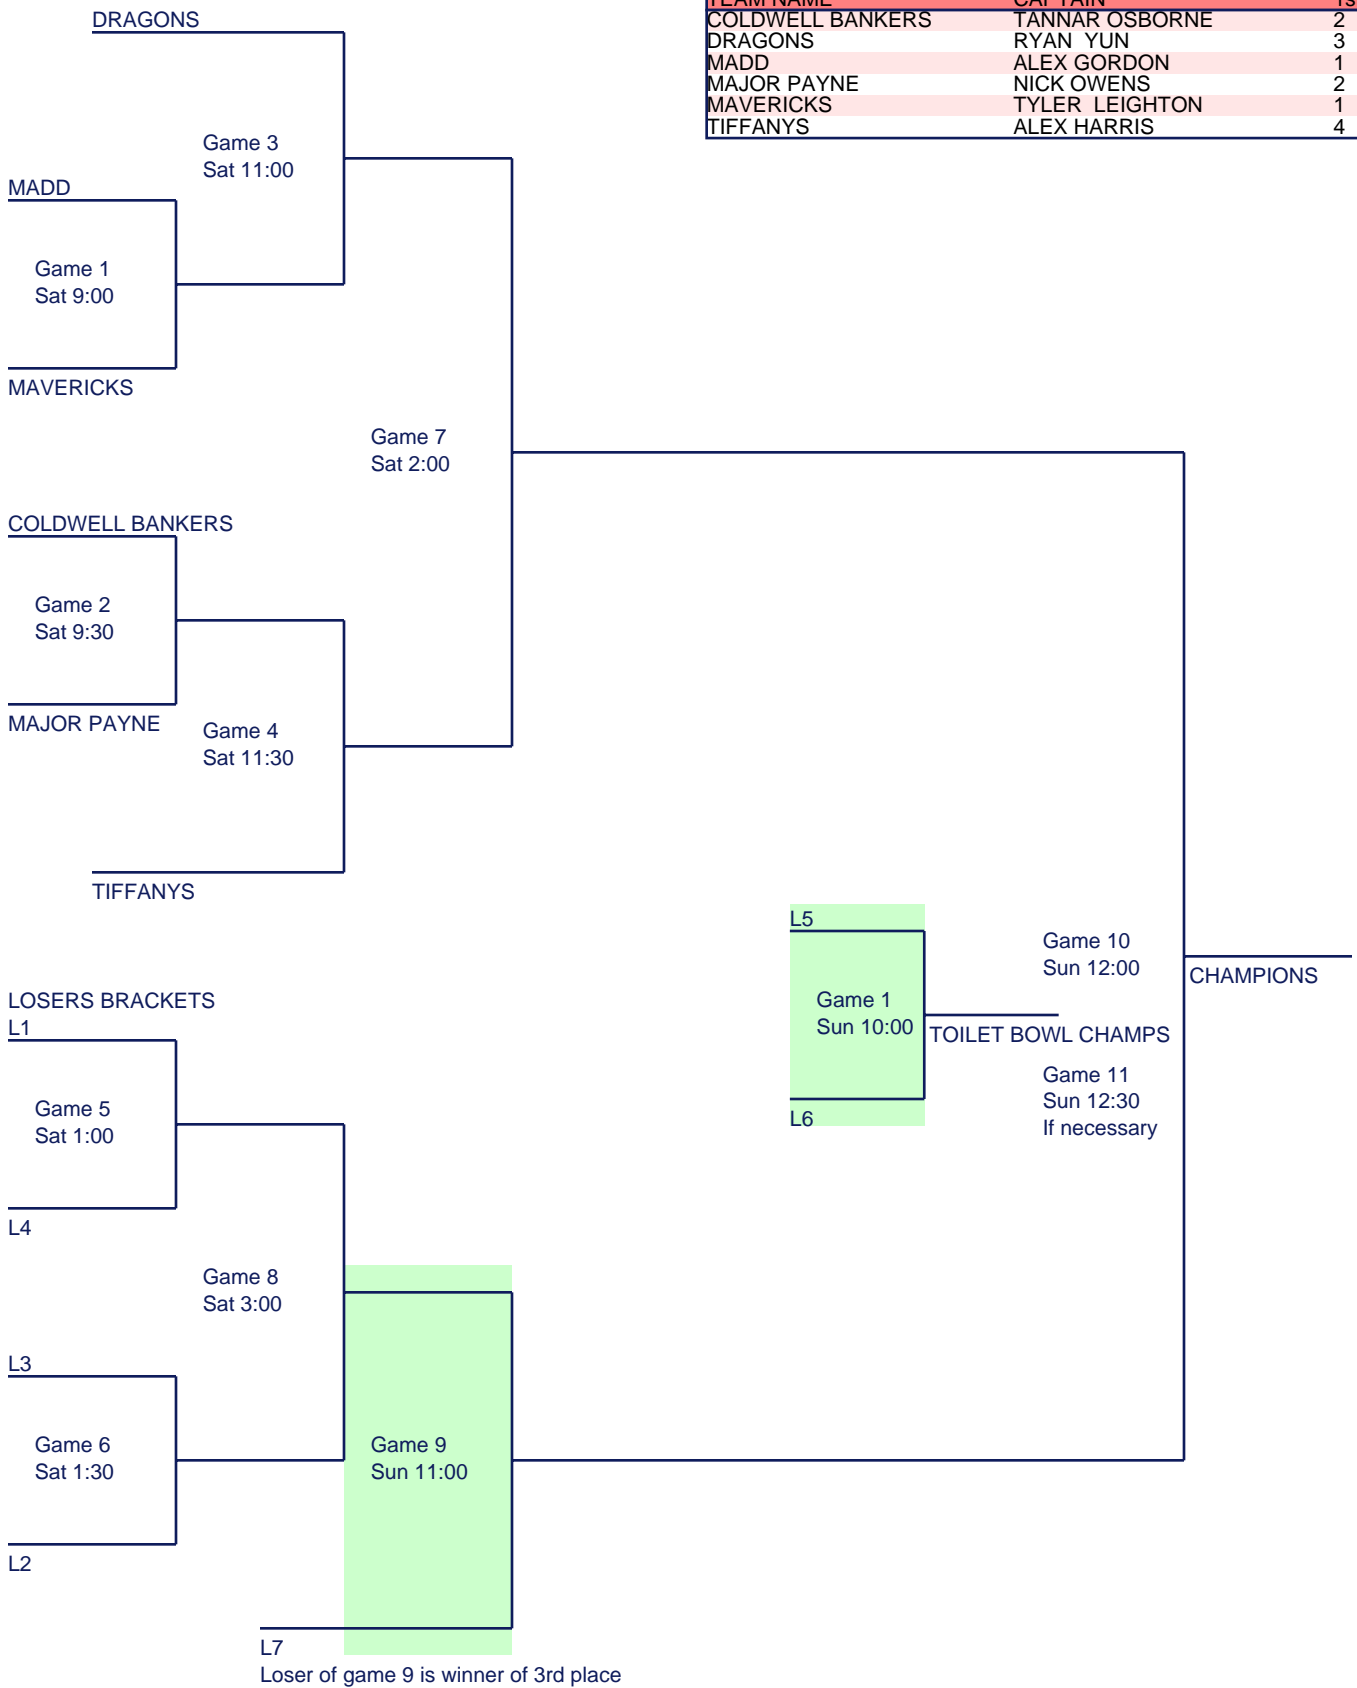 TEAM NAME CAPTAIN
COLDWELL BANKERS TANNAR OSBORNE 2
DRAGONS RYAN YUN 3
MADD ALEX GORDON 1
MAJOR PAYNE NICK OWENS 2
MAVERICKS TYLER LEIGHTON 1
TIFFANYS ALEX HARRIS 4
DRAGONS
Game 3
Sat 11:00
MADD
Game 1
Sat 9:00
MAVERICKS
Game 7
Sat 2:00
COLDWELL BANKERS
Game 2
Sat 9:30
MAJOR PAYNE
Game 4
Sat 11:30
TIFFANYS
L5
Game 10
Sun 12:00
CHAMPIONS
Game 1
Sun 10:00
TOILET BOWL CHAMPS
Game 11
Sun 12:30
If necessary
L6
LOSERS BRACKETS
L1
Game 5
Sat 1:00
L4
Game 8
Sat 3:00
L3
Game 6
Sat 1:30
Game 9
Sun 11:00
L2
L7
Loser of game 9 is winner of 3rd place